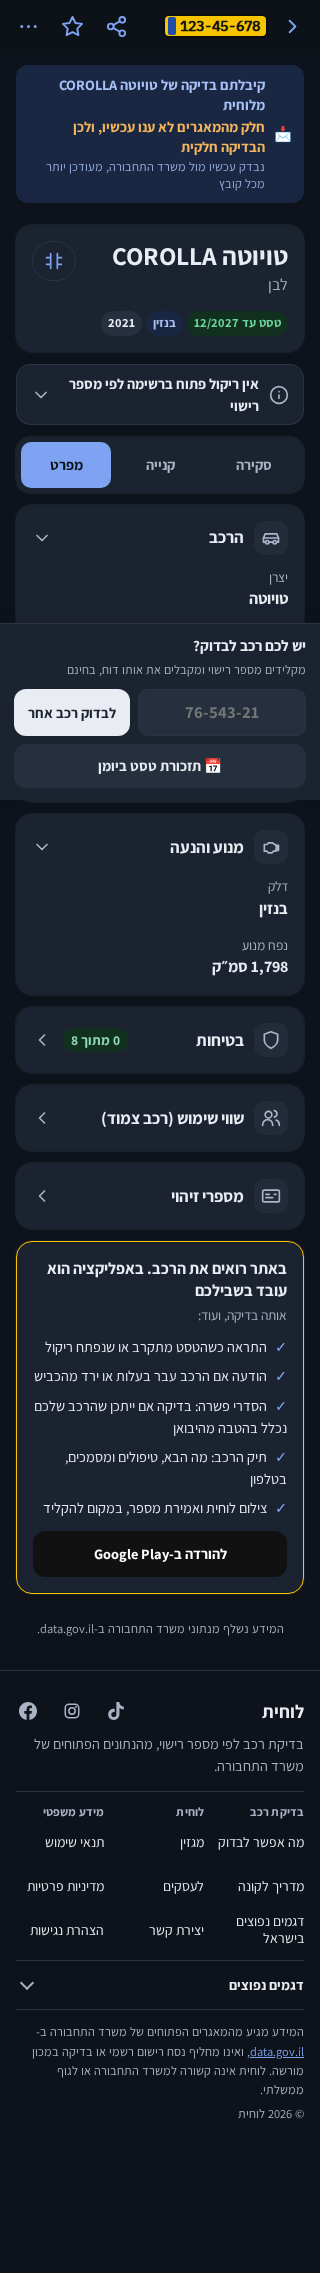 123-45-678
קיבלתם בדיקה של טויוטה COROLLA
מלוחית
חלק מהמאגרים לא ענו עכשיו, ולכן
הבדיקה חלקית
נבדק עכשיו מול משרד התחבורה, מעודכן יותר
מכל קובץ
טויוטה COROLLA
לבן
טסט עד 12/2027
בנזין
2021
אין ריקול פתוח ברשימה לפי מספר
רישוי
סקירה
קנייה
מפרט
הרכב
יצרן
טויוטה
יש לכם רכב לבדוק?
מקלידים מספר רישוי ומקבלים את אותו דוח, בחינם
76-543-21
לבדוק רכב אחר
📅 תזכורת טסט ביומן
מנוע והנעה
דלק
בנזין
נפח מנוע
1,798 סמ״ק
בטיחות
0 מתוך 8
שווי שימוש (רכב צמוד)
מספרי זיהוי
באתר רואים את הרכב. באפליקציה הוא
עובד בשבילכם
אותה בדיקה, ועוד:
✓ התראה כשהטסט מתקרב או שנפתח ריקול
✓ הודעה אם הרכב עבר בעלות או ירד מהכביש
✓ הסדרי פשרה: בדיקה אם ייתכן שהרכב שלכם
נכלל בהטבה מהיבואן
✓ תיק הרכב: מה הבא, טיפולים ומסמכים,
בטלפון
✓ צילום לוחית ואמירת מספר, במקום להקליד
להורדה ב-Google Play
המידע נשלף מנתוני משרד התחבורה ב-data.gov.il.
לוחית
בדיקת רכב לפי מספר רישוי, מהנתונים הפתוחים של
משרד התחבורה.
בדיקת רכב
לוחית
מידע משפטי
מה אפשר לבדוק
מגזין
תנאי שימוש
מדריך לקונה
לעסקים
מדיניות פרטיות
דגמים נפוצים
בישראל
יצירת קשר
הצהרת נגישות
דגמים נפוצים
המידע מגיע מהמאגרים הפתוחים של משרד התחבורה ב-
data.gov.il, ואינו מחליף נסח רישום רשמי או בדיקה במכון
מורשה. לוחית אינה קשורה למשרד התחבורה או לגוף
ממשלתי.
© 2026 לוחית